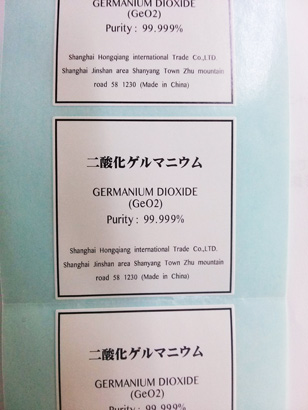 GERMANIUM DIOXIDE
(GeO2)
Purity : 99.999%
Shanghai Hongqiang international Trade Co.,LTD.
Shanghai Jinshan area Shanyang Town Zhu mountain
road 58 1230 (Made in China)
二酸化ゲルマニウム
GERMANIUM DIOXIDE
(GeO2)
Purity : 99.999%
Shanghai Hongqiang international Trade Co.,LTD.
Shanghai Jinshan area Shanyang Town Zhu mountain
road 58 1230 (Made in China)
二酸化ゲルマニウム
GERMANIUM DIOXIDE
(GeO2)
Purity : 99.999%